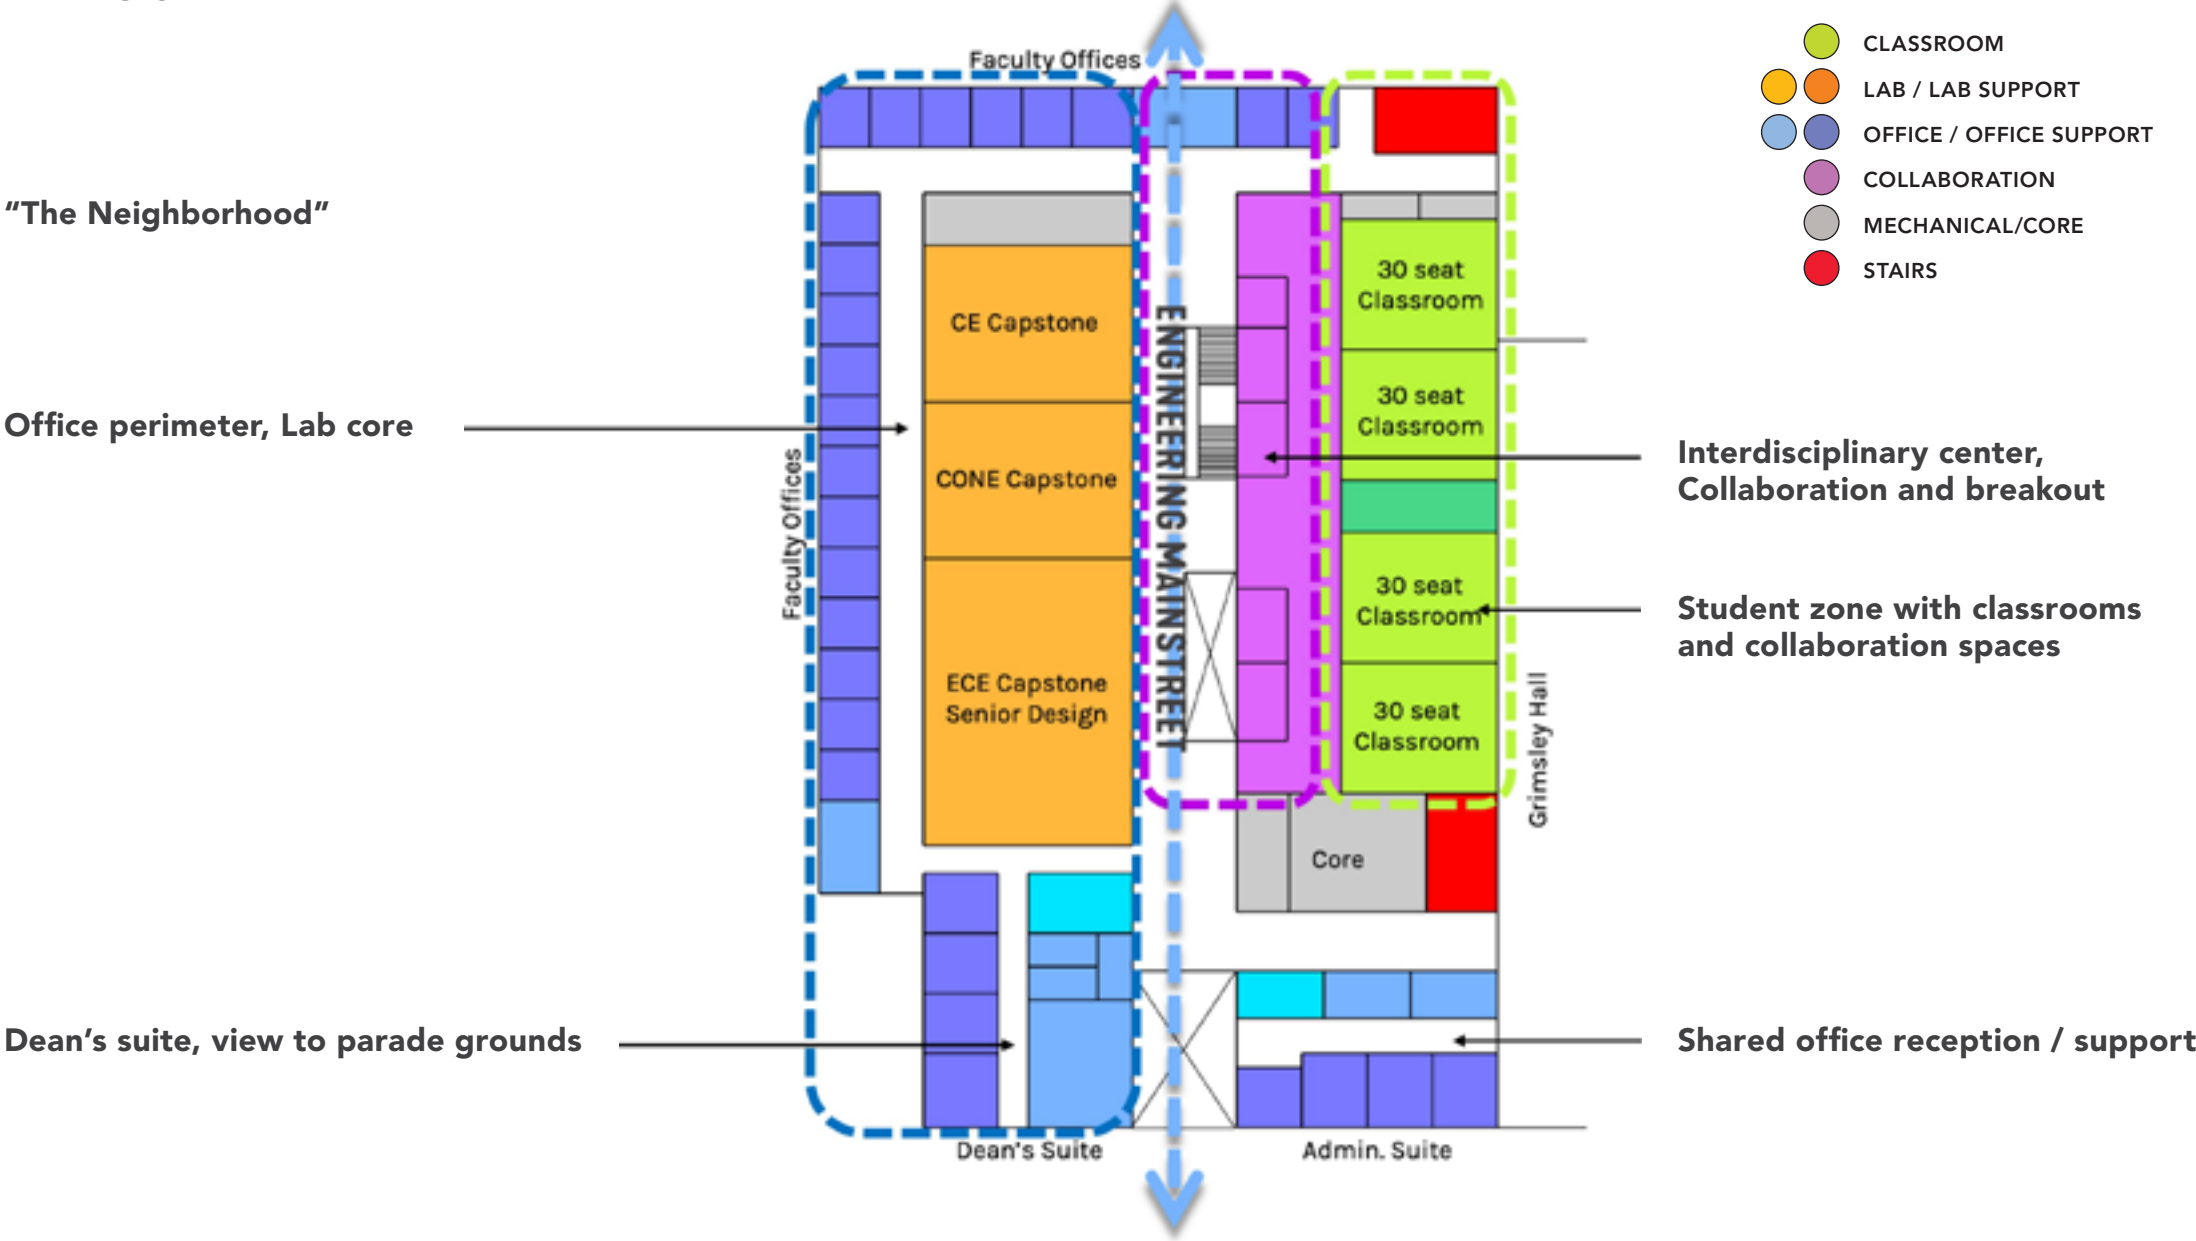 Faculty Offices
CLASSROOM
LAB / LAB SUPPORT
OFFICE / OFFICE SUPPORT
COLLABORATION
MECHANICAL/CORE
STAIRS
“The Neighborhood”
Office perimeter, Lab core
Dean’s suite, view to parade grounds
Faculty Offices
CE Capstone
CONE Capstone
ECE Capstone
Senior Design
ENGINEERING MAINSTREET
30 seat
Classroom
30 seat
Classroom
30 seat
Classroom
30 seat
Classroom
Core
Grimsley Hall
Interdisciplinary center,
Collaboration and breakout
Student zone with classrooms
and collaboration spaces
Shared office reception / support
Dean's Suite
Admin. Suite